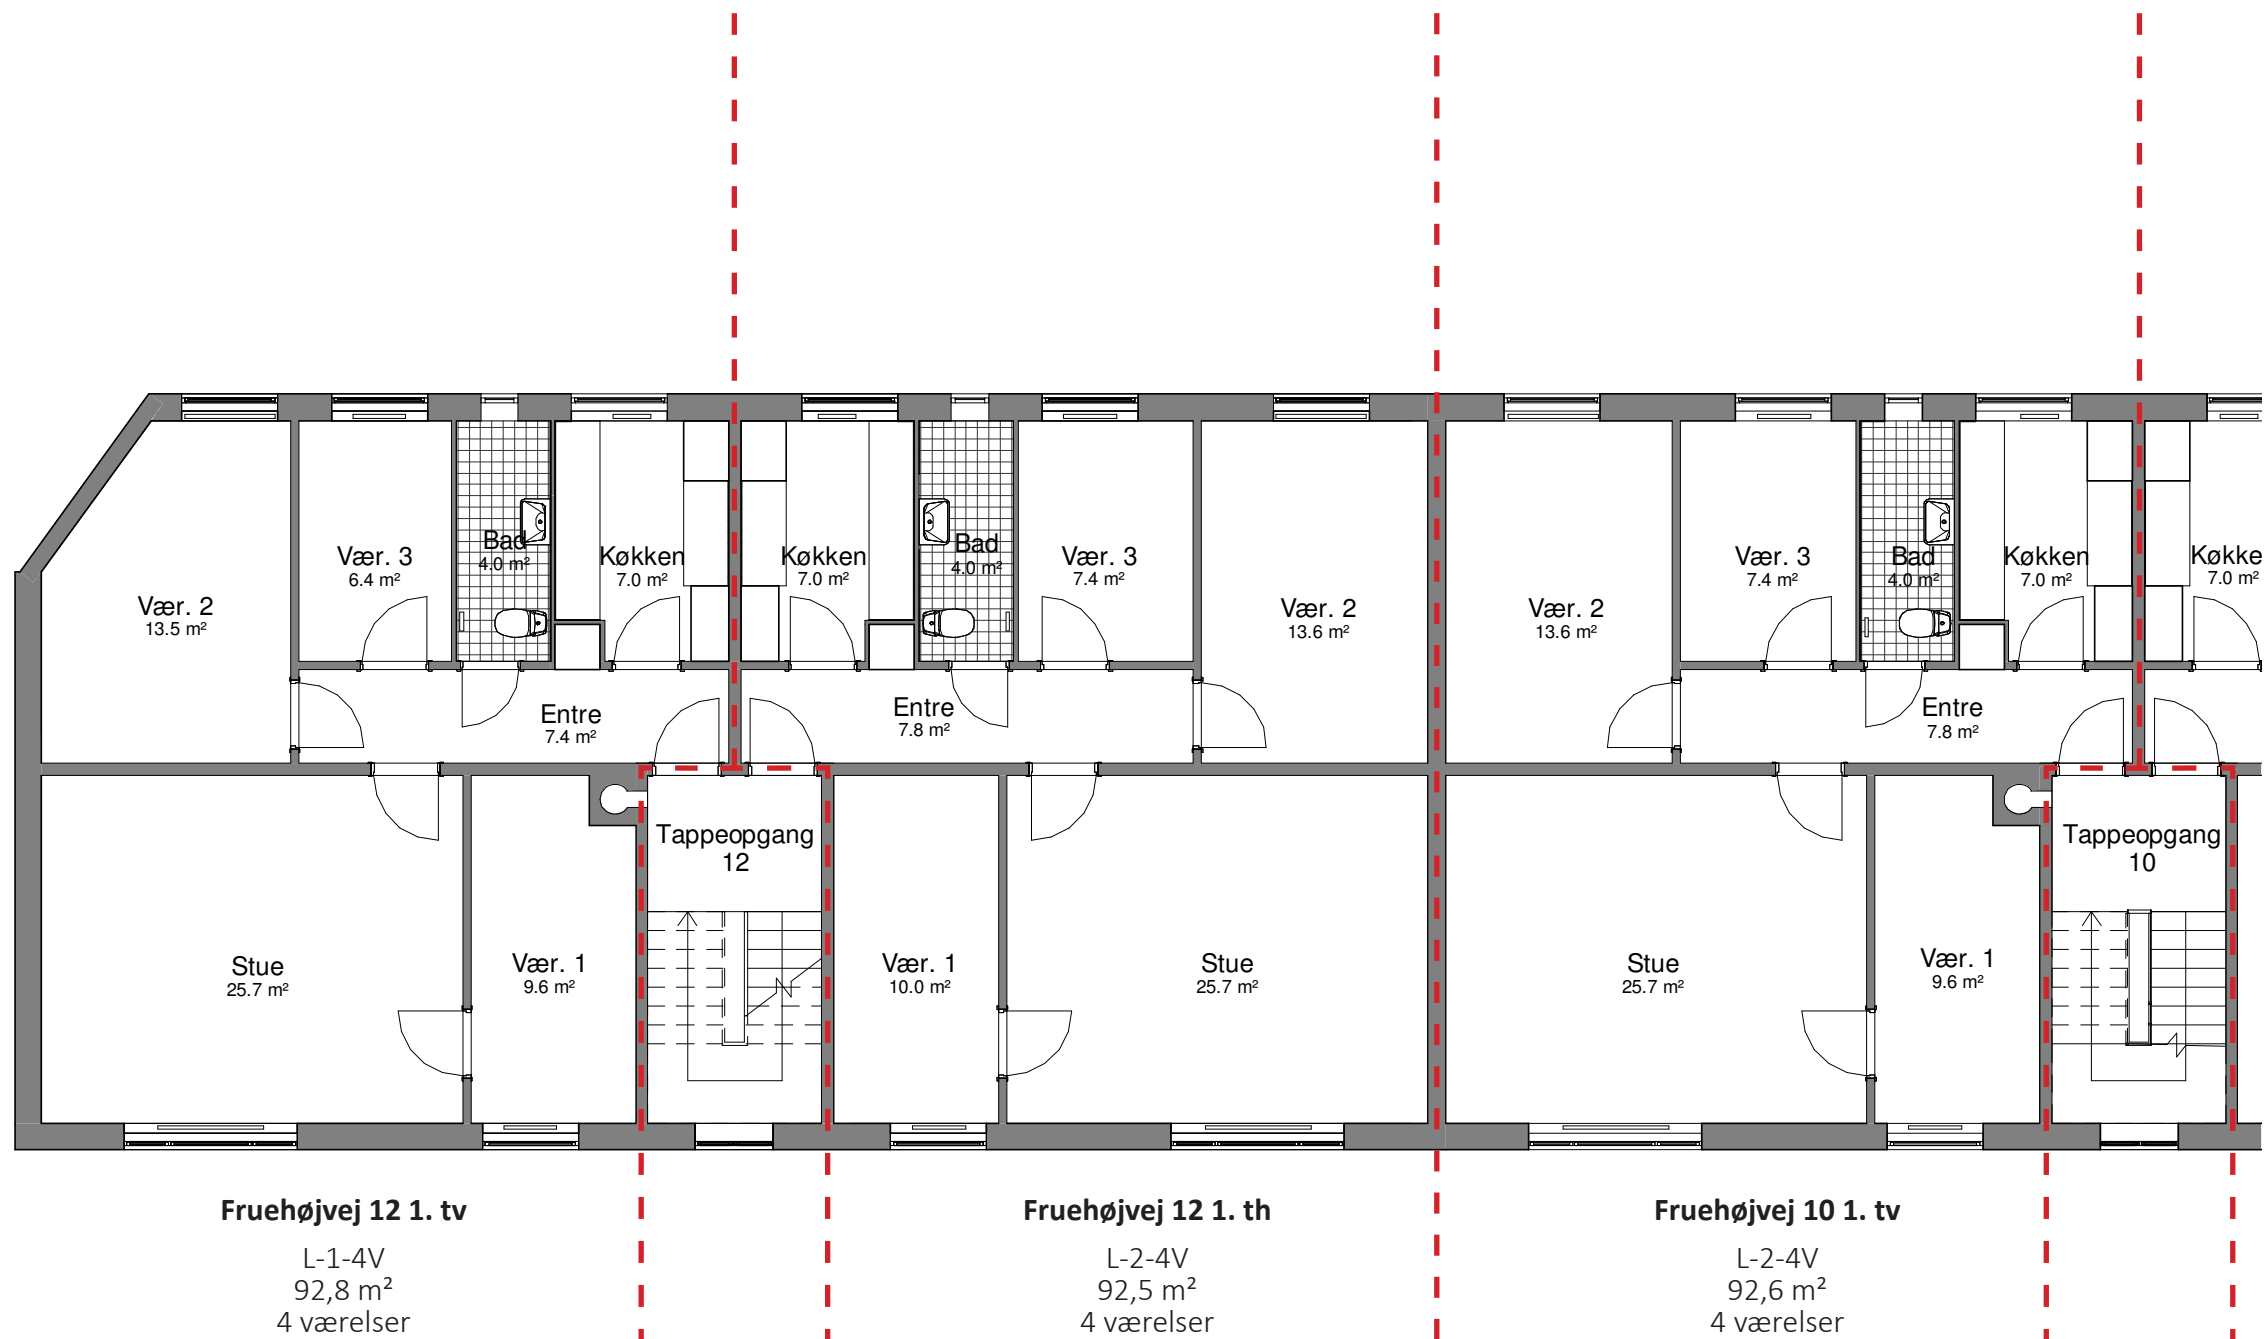 Vær. 2
13.5 m²
Vær. 3
6.4 m²
Bad
4.0 m²
Køkken
7.0 m²
Entre
7.4 m²
Stue
25.7 m²
Vær. 1
9.6 m²
Tappeopgang
12
Køkken
7.0 m²
Bad
4.0 m²
Vær. 3
7.4 m²
Vær. 2
13.6 m²
Entre
7.8 m²
Vær. 1
10.0 m²
Stue
25.7 m²
Vær. 2
13.6 m²
Vær. 3
7.4 m²
Bad
4.0 m²
Køkken
7.0 m²
Entre
7.8 m²
Stue
25.7 m²
Vær. 1
9.6 m²
Tappeopgang
10
Køkke
7.0 m²
Fruehøjvej 12 1. tv
L-1-4V
92,8 m²
4 værelser
Fruehøjvej 12 1. th
L-2-4V
92,5 m²
4 værelser
Fruehøjvej 10 1. tv
L-2-4V
92,6 m²
4 værelser